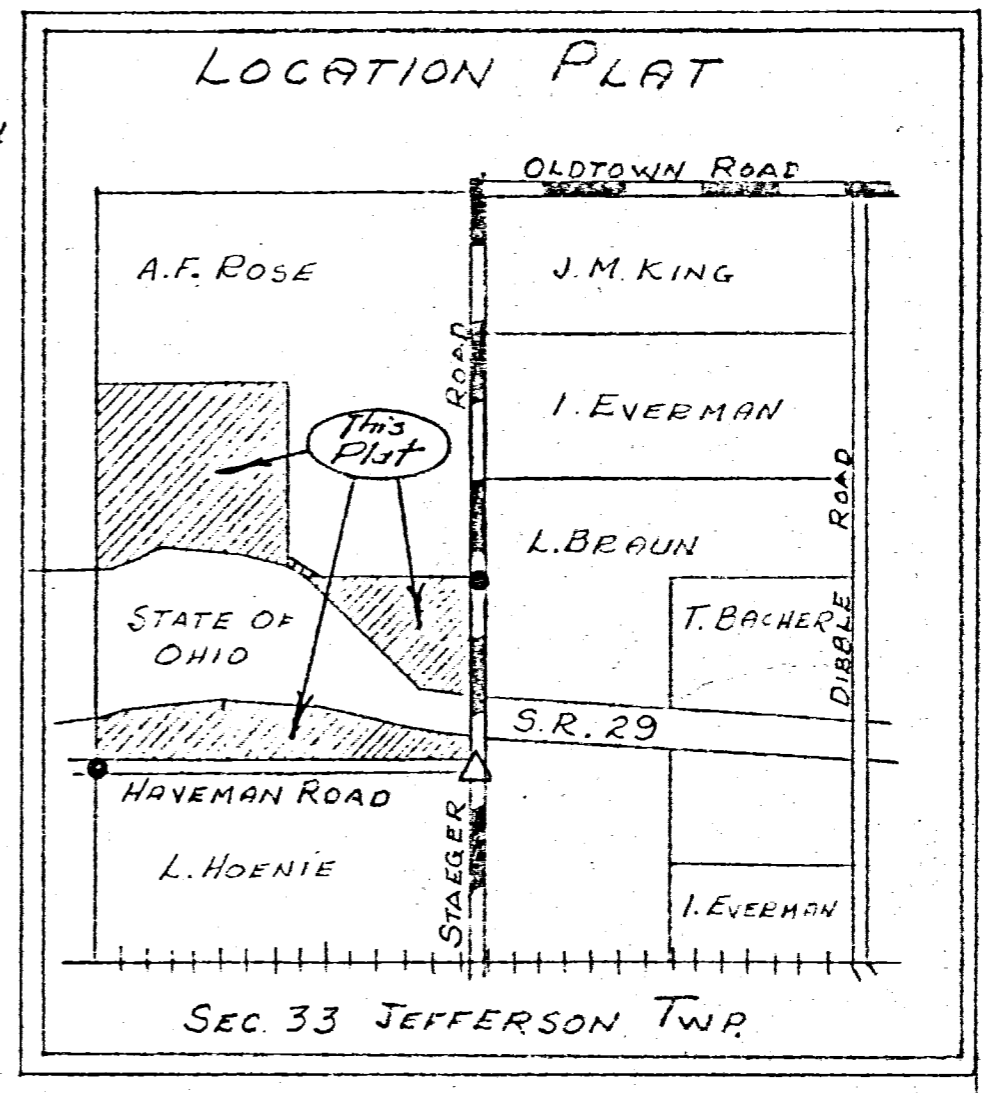 LOCATION PLAT
OLDTOWN ROAD
A.F. ROSE
J. M. KING
ROAD
I. EVERMAN
This
Plat
DIBBLE ROAD
L. BRAUN
T. BACHER
STATE OF
OHIO
S.R. 29
HAVEMAN ROAD
STAEGER
L. HOENIE
I. EVERMAN
SEC. 33 JEFFERSON TWP.